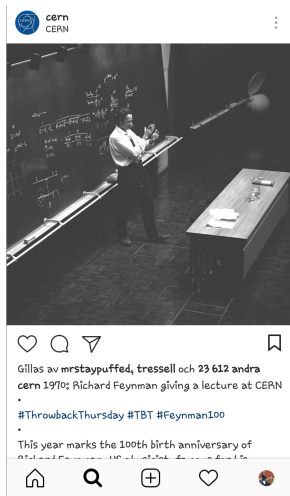 cern
CERN
Gillas av mrstaypuffed, tressell och 23 612 andra
cern 1970: Richard Feynman giving a lecture at CERN
.
#ThrowbackThursday #TBT #Feynman100
.
This year marks the 100th birth anniversary of